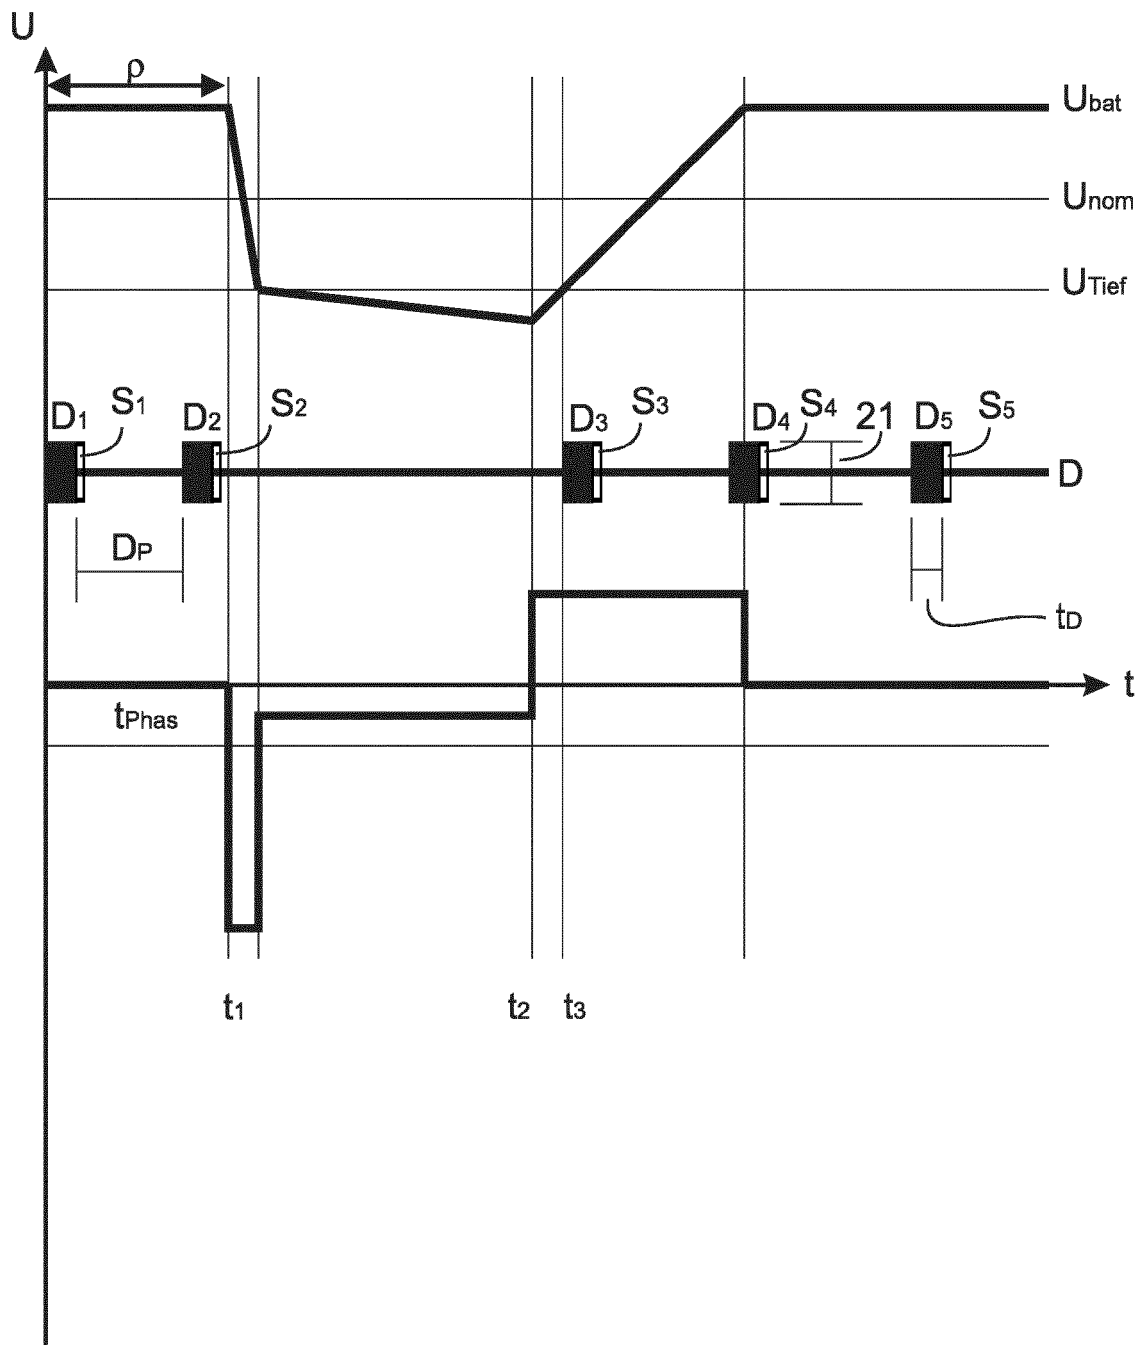 U
ρ
Ubat
Unom
UTief
D1 S1 D2 S2 D3 S3 D4 S4 21 D5 S5
D
DP
tD
t
tPhas
t1 t2 t3